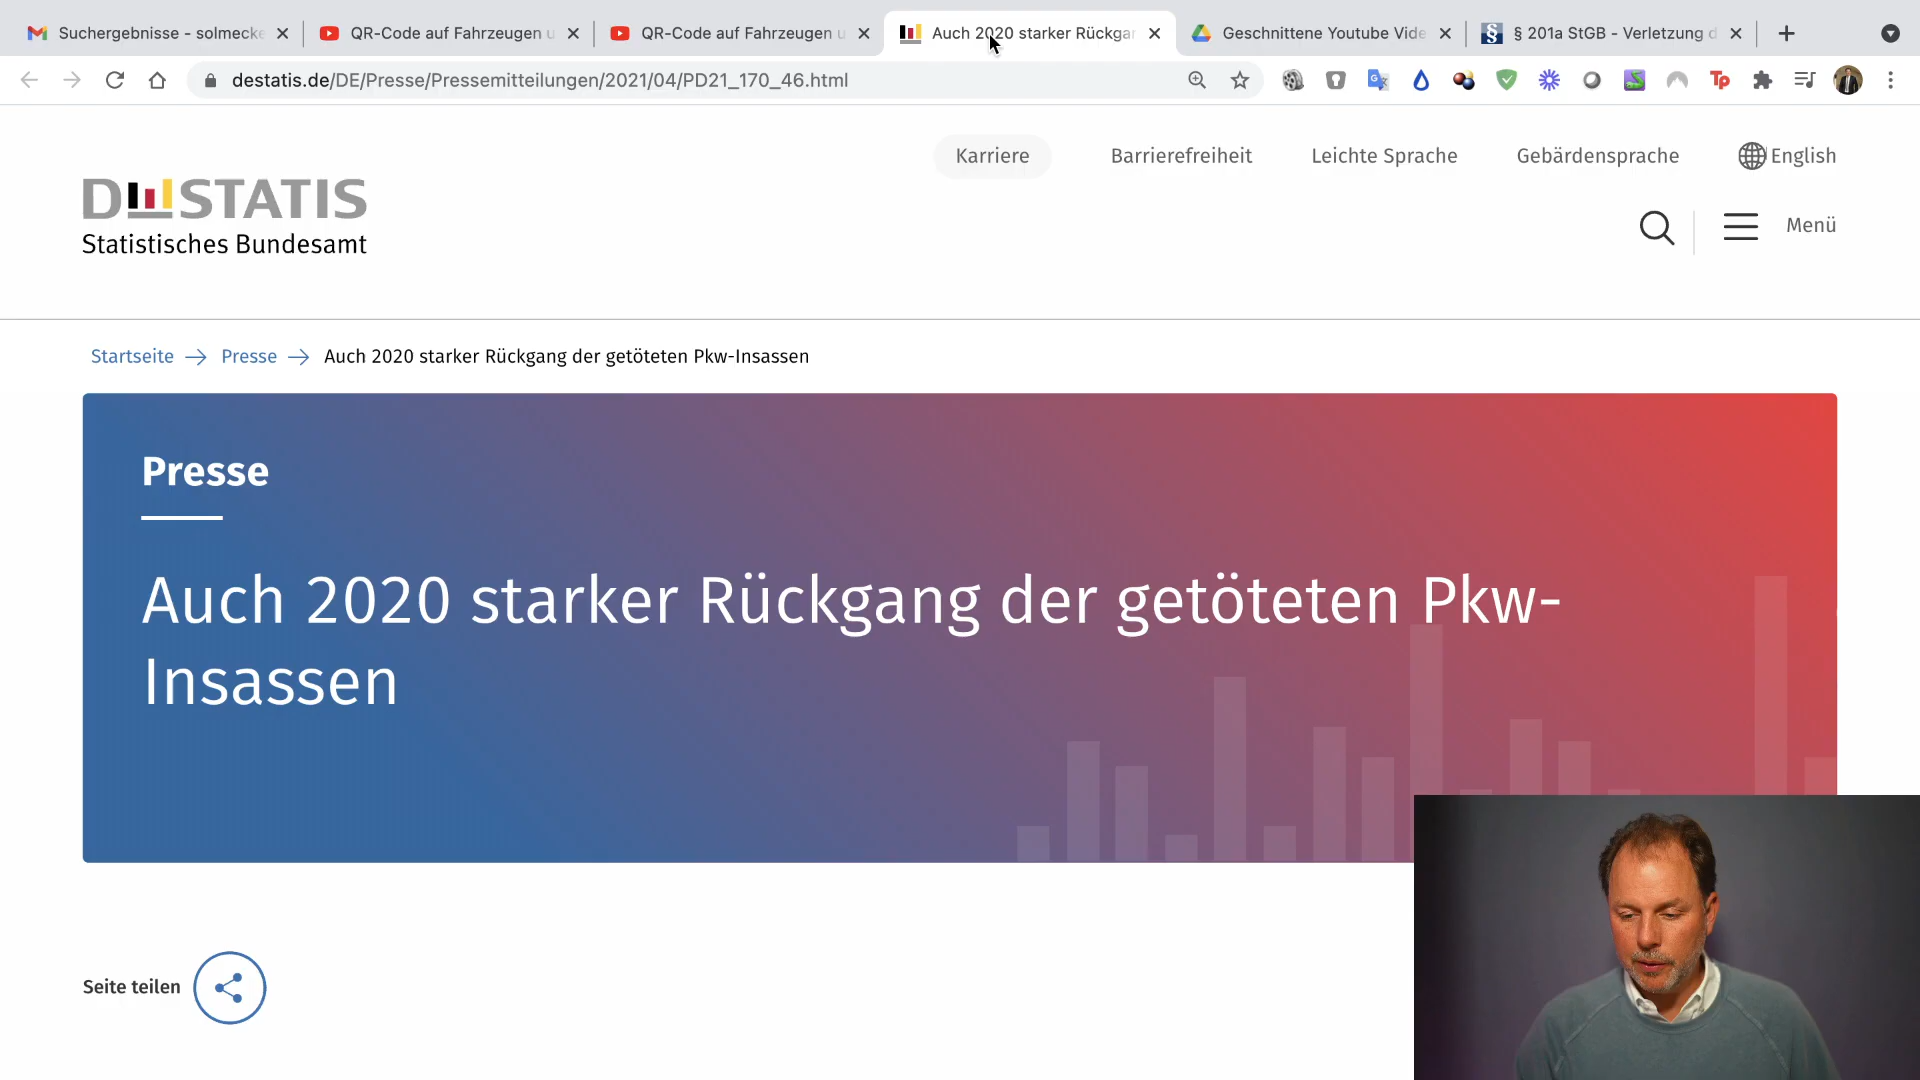 Suchergebnisse - solmecke
QR-Code auf Fahrzeugen u
QR-Code auf Fahrzeugen u
Auch 2020 starker Rückgar
Geschnittene Youtube Vide
§ 201a StGB - Verletzung d
destatis.de/DE/Presse/Pressemitteilungen/2021/04/PD21_170_46.html
Karriere
Barrierefreiheit
Leichte Sprache
Gebärdensprache
English
DESTATIS
Statistisches Bundesamt
Menü
Startseite
Presse
Auch 2020 starker Rückgang der getöteten Pkw-Insassen
Presse
Auch 2020 starker Rückgang der getöteten Pkw-
Insassen
Seite teilen